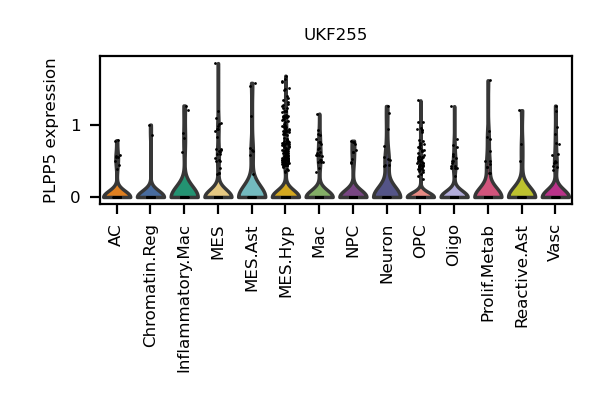 UKF255
PLPP5 expression
1
0
AC
Chromatin.Reg
Inflammatory.Mac
MES
MES.Ast
MES.Hyp
Mac
NPC
Neuron
OPC
Oligo
Prolif.Metab
Reactive.Ast
Vasc